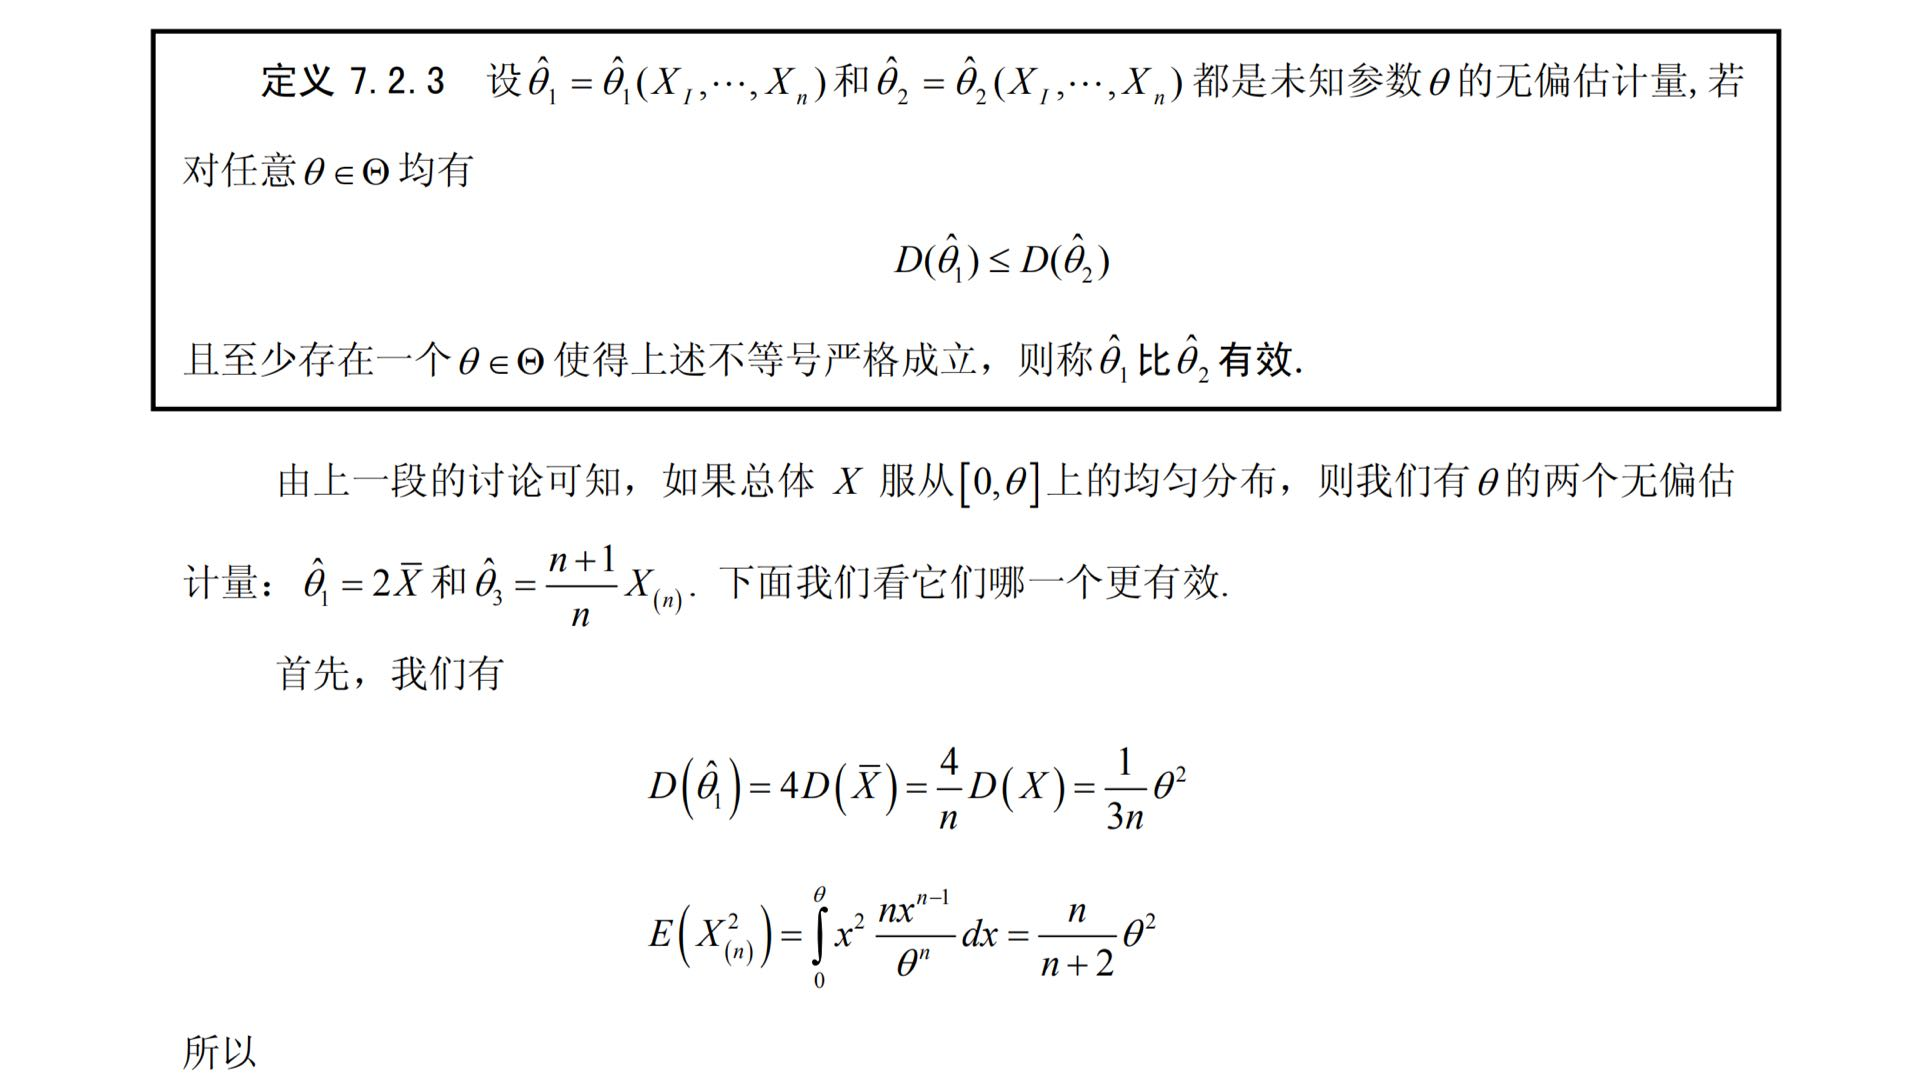 定义 7.2.3 设 $\hat{\theta}_1 = \hat{\theta}_1(X_I,\cdots,X_n)$ 和 $\hat{\theta}_2 = \hat{\theta}_2(X_I,\cdots,X_n)$ 都是未知参数 $\theta$ 的无偏估计量,若
对任意 $\theta \in \Theta$ 均有
$D(\hat{\theta}_1) \leq D(\hat{\theta}_2)$
且至少存在一个 $\theta \in \Theta$ 使得上述不等号严格成立，则称 $\hat{\theta}_1$ 比 $\hat{\theta}_2$ 有效.
由上一段的讨论可知，如果总体 $X$ 服从 $[0,\theta]$ 上的均匀分布，则我们有 $\theta$ 的两个无偏估
计量：$\hat{\theta}_1 = 2\overline{X}$ 和 $\hat{\theta}_3 = \frac{n+1}{n} X_{(n)}$. 下面我们看它们哪一个更有效.
首先，我们有
$D(\hat{\theta}_1) = 4D(\overline{X}) = \frac{4}{n} D(X) = \frac{1}{3n}\theta^2$
$E(X_{(n)}^2) = \int_0^\theta x^2 \frac{nx^{n-1}}{\theta^n} dx = \frac{n}{n+2}\theta^2$
所以